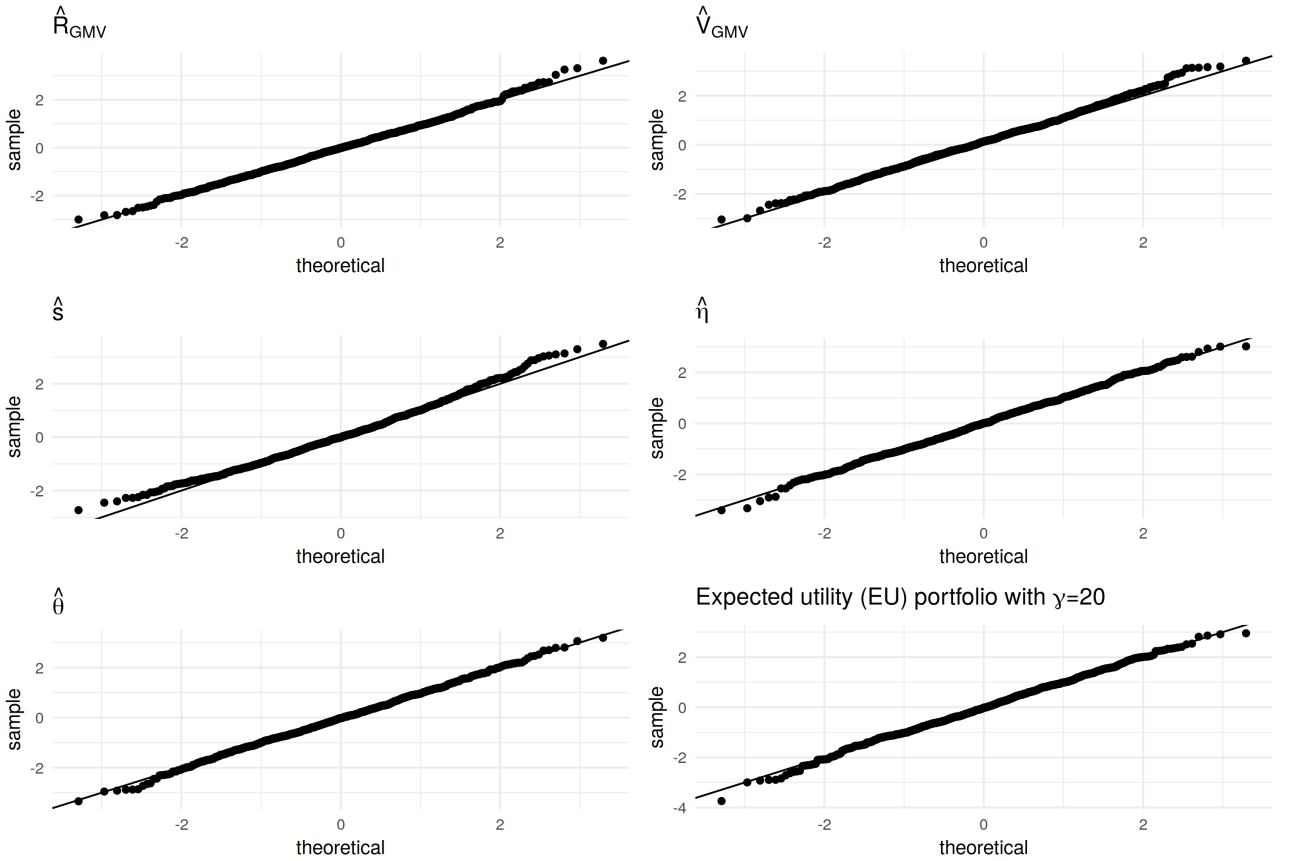 R̂GMV
2
0
-2
sample
-2 0 2
theoretical
V̂GMV
2
0
-2
sample
-2 0 2
theoretical
ŝ
2
0
-2
sample
-2 0 2
theoretical
η̂
2
0
-2
sample
-2 0 2
theoretical
θ̂
2
0
-2
sample
-2 0 2
theoretical
Expected utility (EU) portfolio with γ=20
2
0
-2
-4
sample
-2 0 2
theoretical